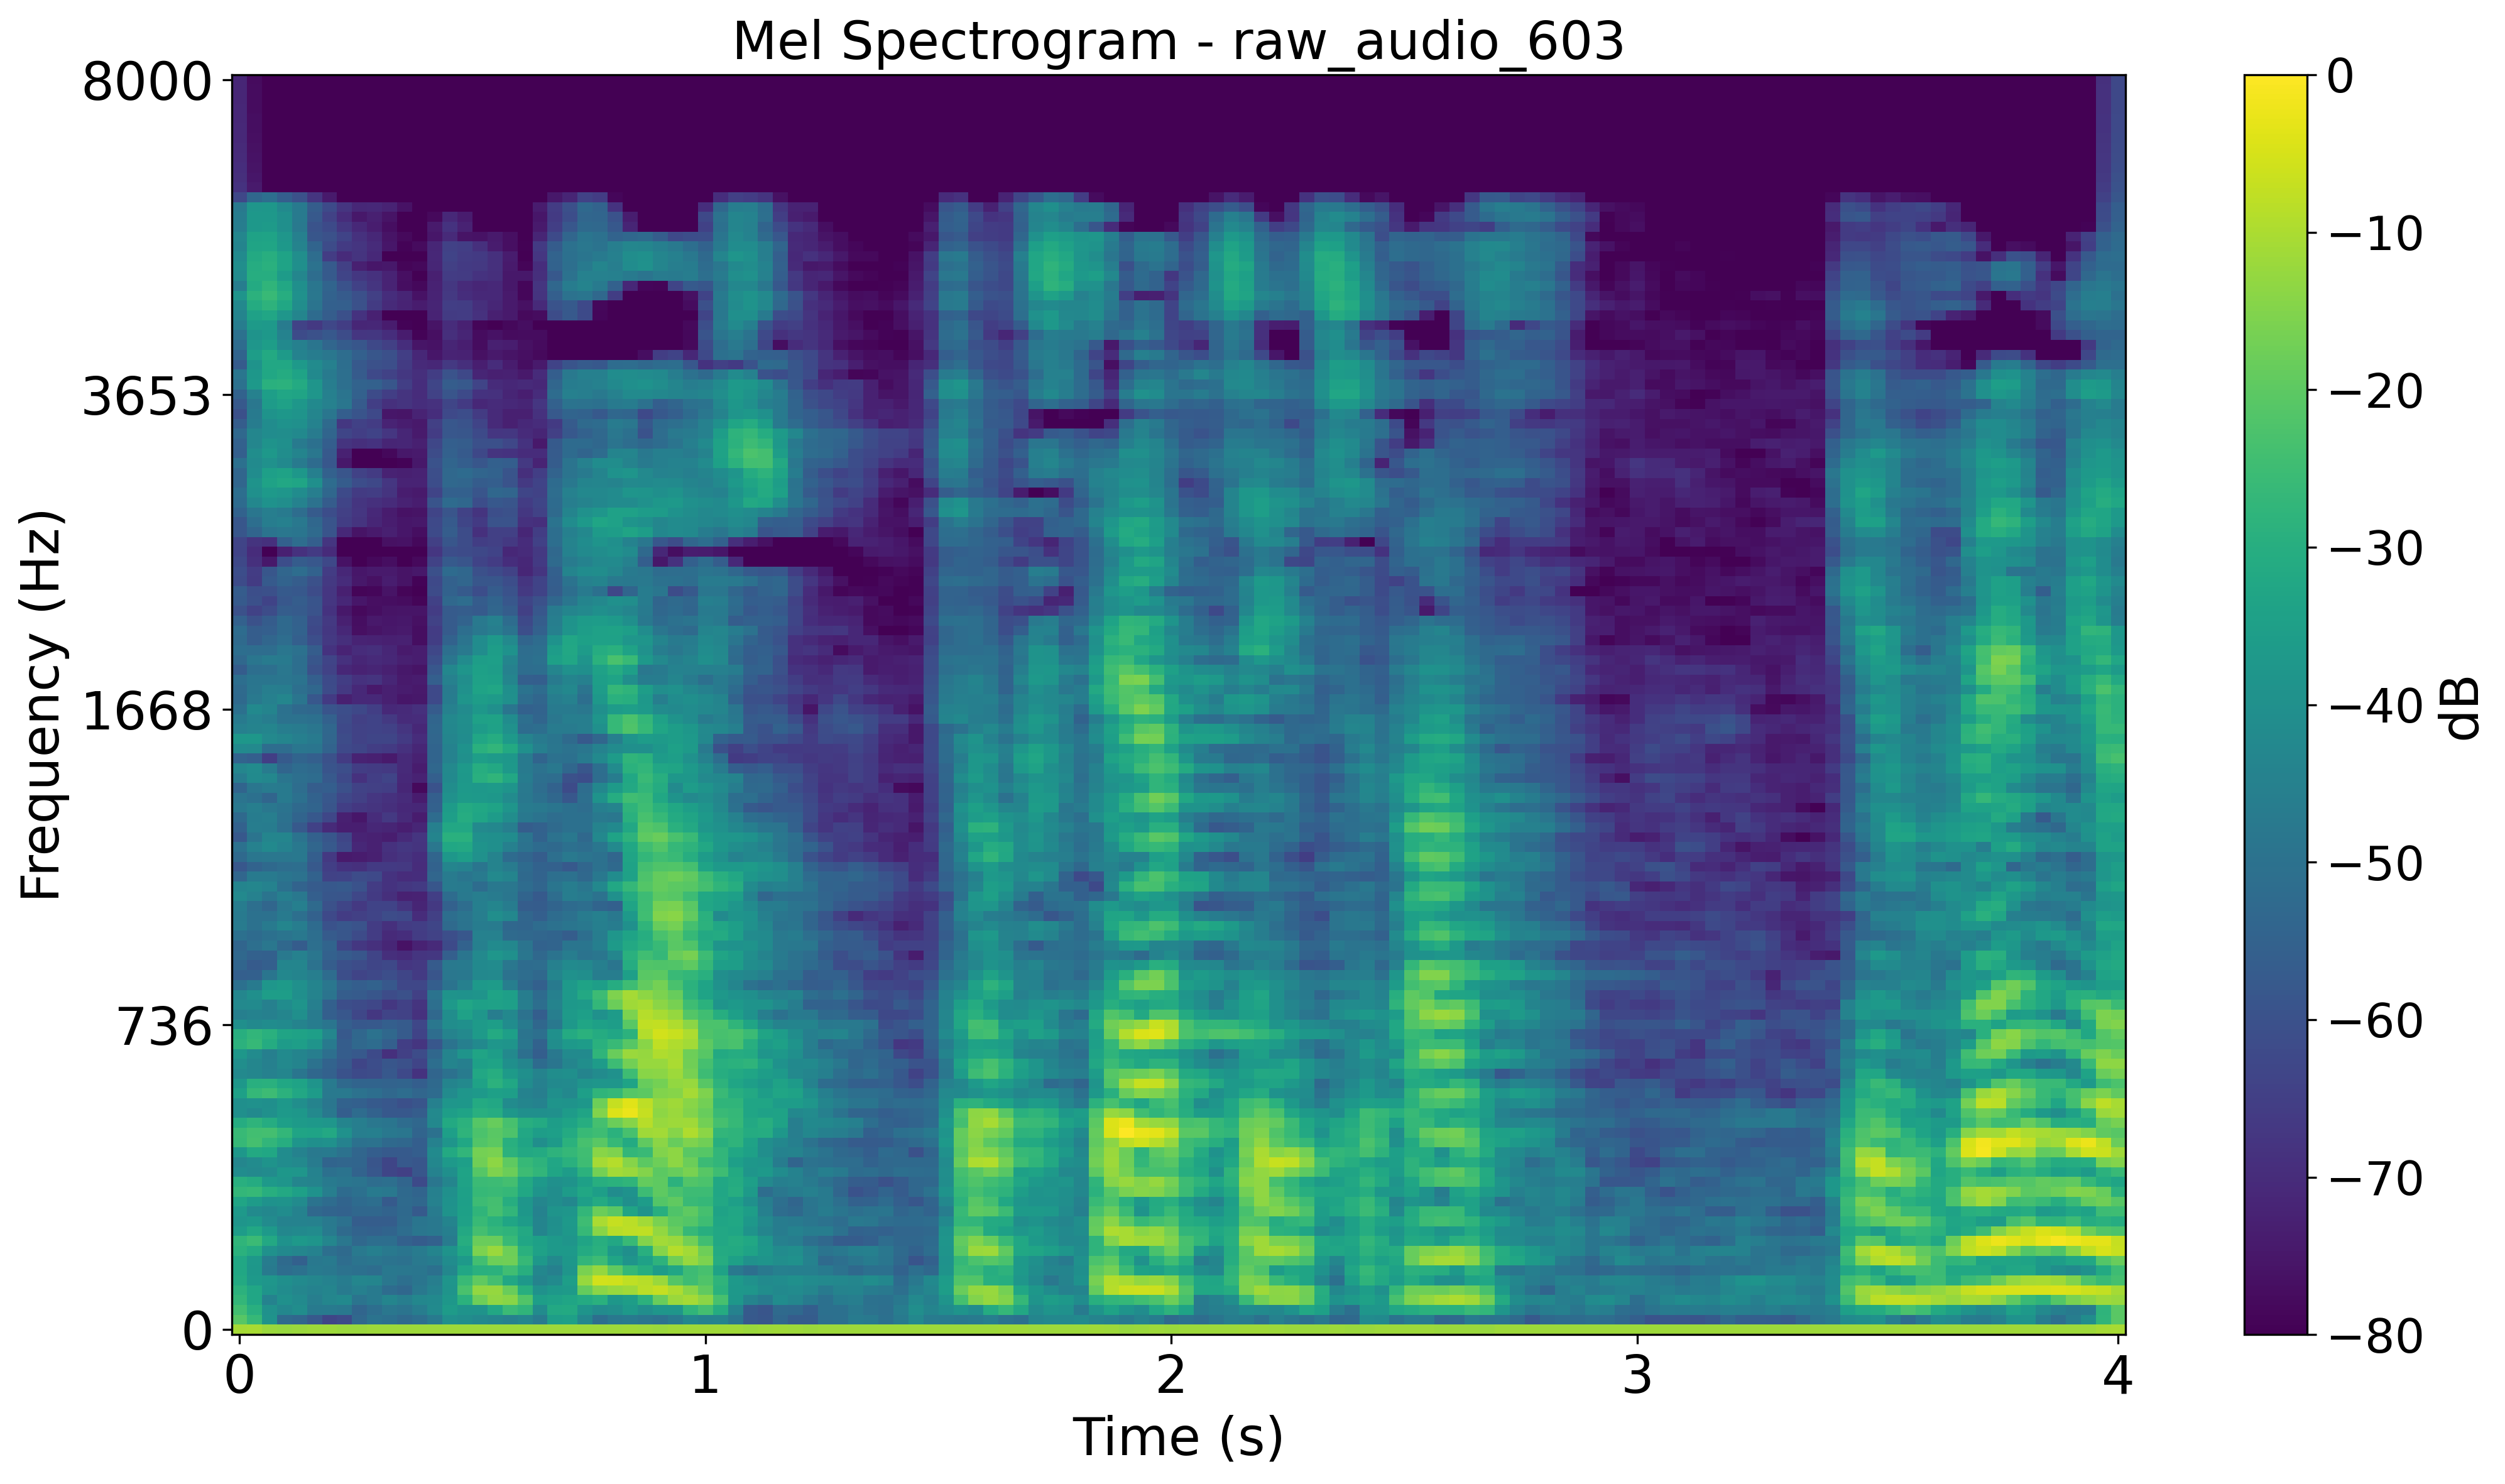 Mel Spectrogram - raw_audio_603
8000
3653
1668
736
0
Frequency (Hz)
0 1 2 3 4
Time (s)
0
−10
−20
−30
−40
−50
−60
−70
−80
dB